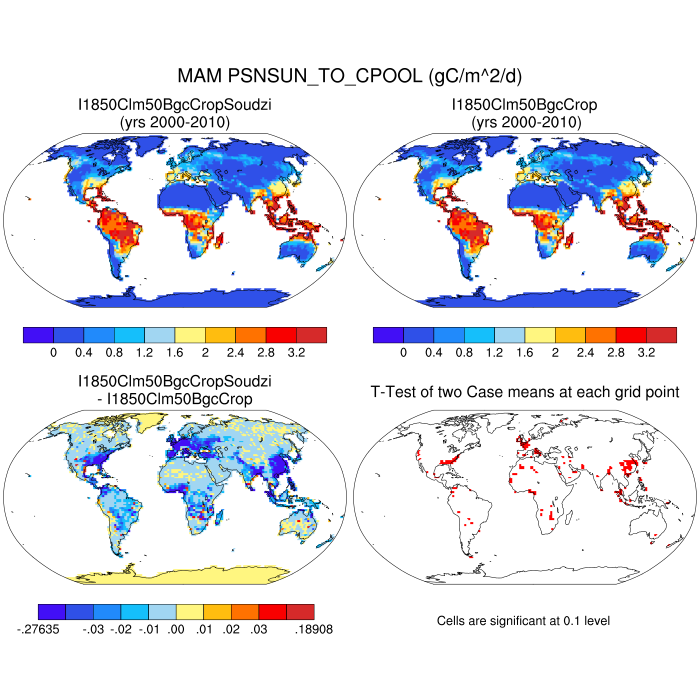 MAM PSNSUN_TO_CPOOL (gC/m^2/d)
I1850Clm50BgcCropSoudzi
(yrs 2000-2010)
I1850Clm50BgcCrop
(yrs 2000-2010)
0 0.4 0.8 1.2 1.6 2 2.4 2.8 3.2
0 0.4 0.8 1.2 1.6 2 2.4 2.8 3.2
I1850Clm50BgcCropSoudzi
- I1850Clm50BgcCrop
T-Test of two Case means at each grid point
-.27635 -.03 -.02 -.01 .00 .01 .02 .03 .18908
Cells are significant at 0.1 level